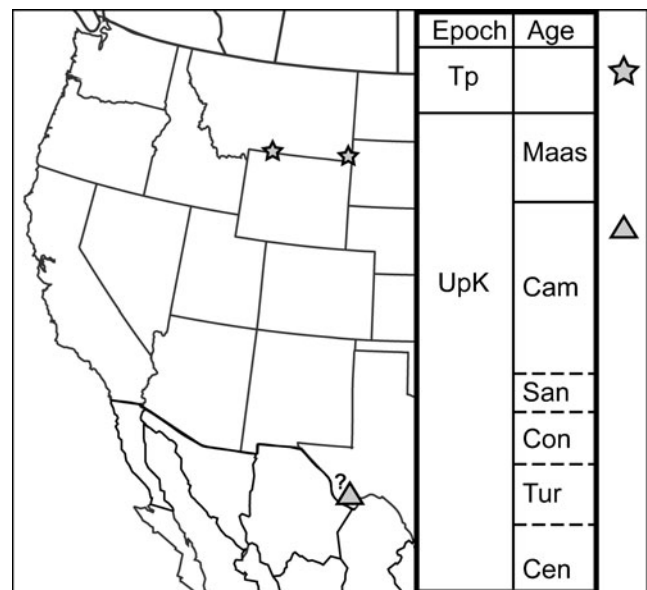 Epoch Age
Tp
Maas
UpK Cam
San
Con
? Tur
Cen